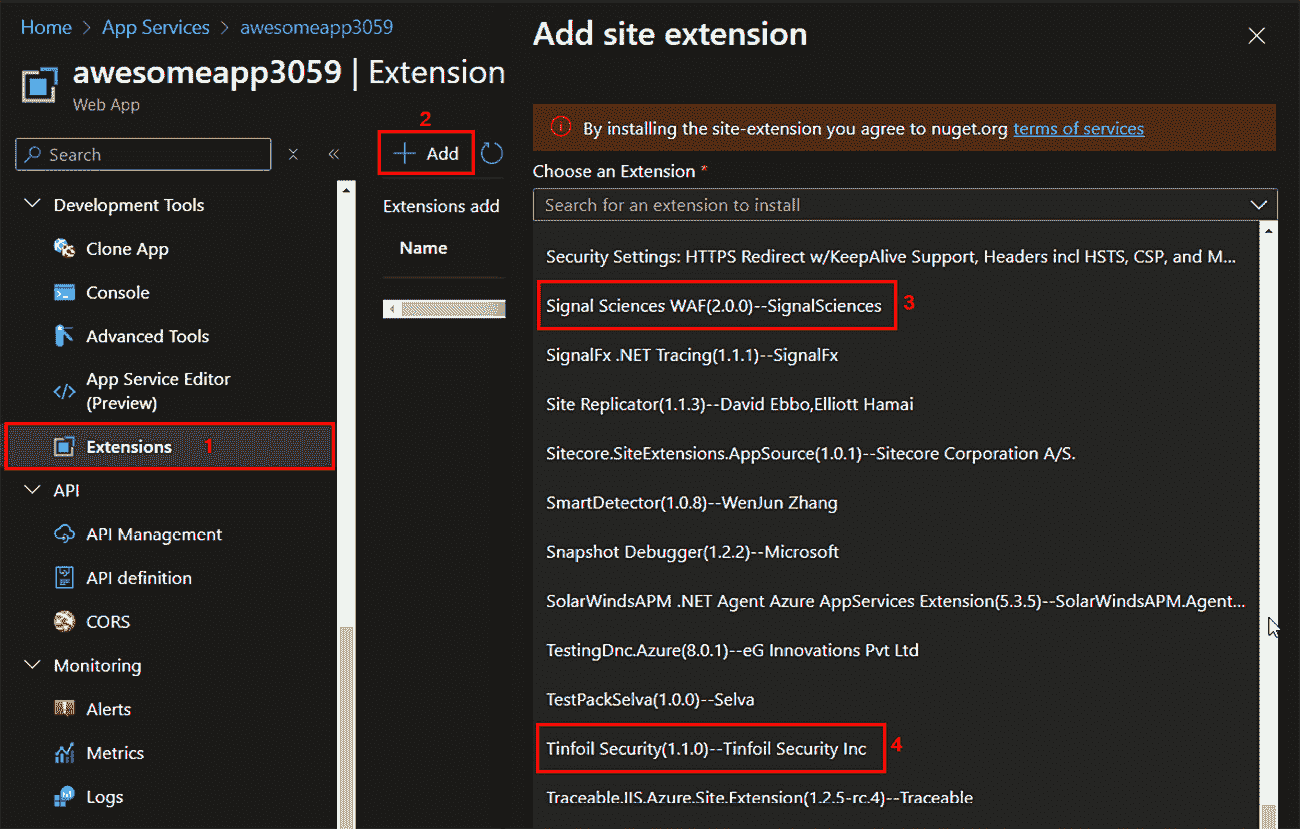 Home > App Services > awesomeapp3059
awesomeapp3059 | Extension
Web App
Search
Development Tools
Clone App
Console
Advanced Tools
App Service Editor
(Preview)
Extensions 1
API
API Management
API definition
CORS
Monitoring
Alerts
Metrics
Logs
2
+ Add
Extensions add
Name
Add site extension
By installing the site-extension you agree to nuget.org terms of services
Choose an Extension *
Search for an extension to install
Security Settings: HTTPS Redirect w/KeepAlive Support, Headers incl HSTS, CSP, and M...
Signal Sciences WAF(2.0.0)--SignalSciences 3
SignalFx .NET Tracing(1.1.1)--SignalFx
Site Replicator(1.1.3)--David Ebbo,Elliott Hamai
Sitecore.SiteExtensions.AppSource(1.0.1)--Sitecore Corporation A/S.
SmartDetector(1.0.8)--WenJun Zhang
Snapshot Debugger(1.2.2)--Microsoft
SolarWindsAPM .NET Agent Azure AppServices Extension(5.3.5)--SolarWindsAPM.Agent...
TestingDnc.Azure(8.0.1)--eG Innovations Pvt Ltd
TestPackSelva(1.0.0)--Selva
Tinfoil Security(1.1.0)--Tinfoil Security Inc 4
Traceable.IIS.Azure.Site.Extension(1.2.5-rc.4)--Traceable